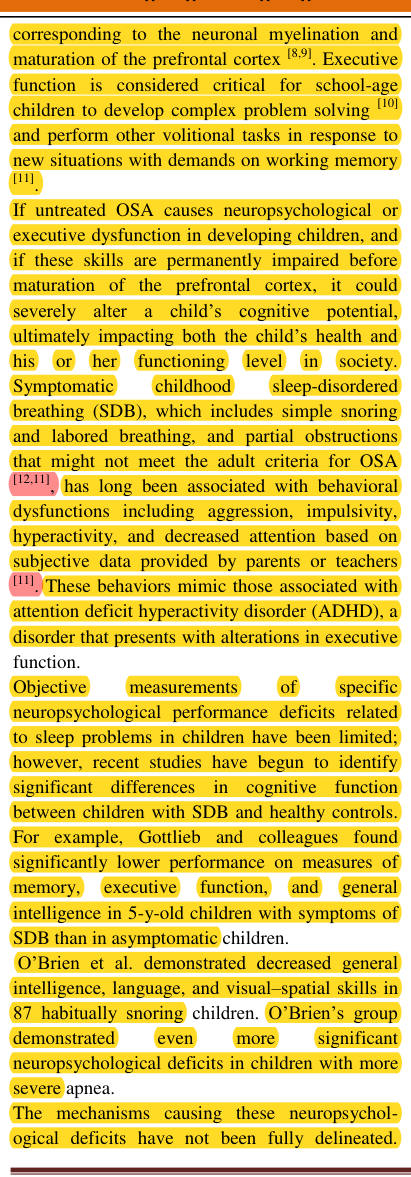 corresponding to the neuronal myelination and
maturation of the prefrontal cortex [8,9]. Executive
function is considered critical for school-age
children to develop complex problem solving [10]
and perform other volitional tasks in response to
new situations with demands on working memory
[11].
If untreated OSA causes neuropsychological or
executive dysfunction in developing children, and
if these skills are permanently impaired before
maturation of the prefrontal cortex, it could
severely alter a child's cognitive potential,
ultimately impacting both the child's health and
his or her functioning level in society.
Symptomatic childhood sleep-disordered
breathing (SDB), which includes simple snoring
and labored breathing, and partial obstructions
that might not meet the adult criteria for OSA
[12,11], has long been associated with behavioral
dysfunctions including aggression, impulsivity,
hyperactivity, and decreased attention based on
subjective data provided by parents or teachers
[11]. These behaviors mimic those associated with
attention deficit hyperactivity disorder (ADHD), a
disorder that presents with alterations in executive
function.
Objective measurements of specific
neuropsychological performance deficits related
to sleep problems in children have been limited;
however, recent studies have begun to identify
significant differences in cognitive function
between children with SDB and healthy controls.
For example, Gottlieb and colleagues found
significantly lower performance on measures of
memory, executive function, and general
intelligence in 5-y-old children with symptoms of
SDB than in asymptomatic children.
O'Brien et al. demonstrated decreased general
intelligence, language, and visual–spatial skills in
87 habitually snoring children. O'Brien's group
demonstrated even more significant
neuropsychological deficits in children with more
severe apnea.
The mechanisms causing these neuropsychol-
ogical deficits have not been fully delineated.